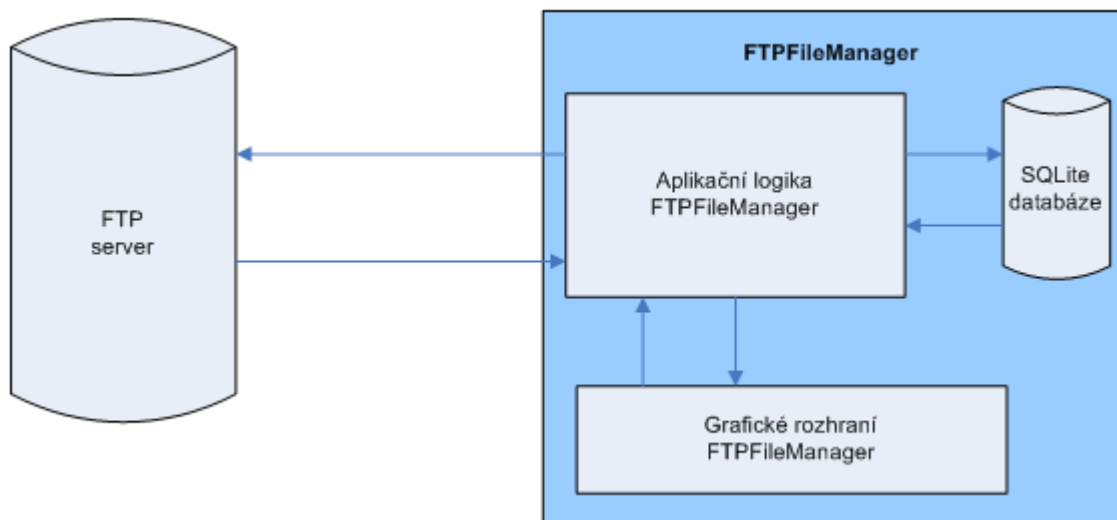 FTPFileManager
FTP
server
Aplikační logika
FTPFileManager
SQLite
databáze
Grafické rozhraní
FTPFileManager